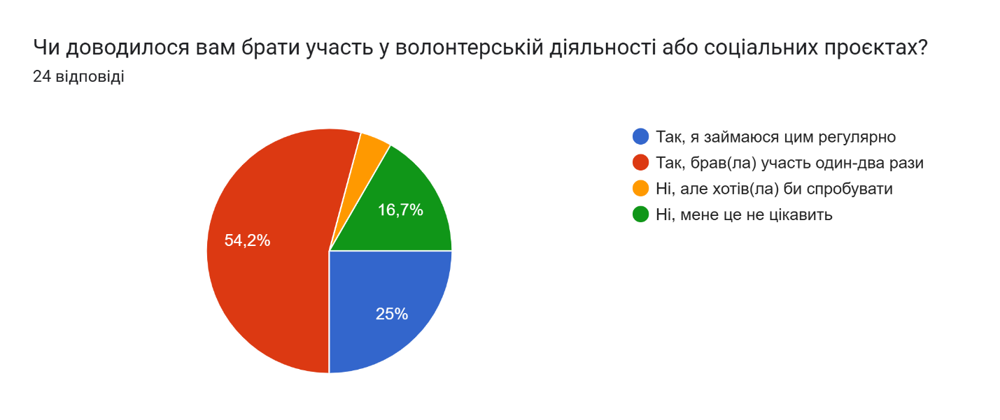 Чи доводилося вам брати участь у волонтерській діяльності або соціальних проєктах?
24 відповіді
Так, я займаюся цим регулярно
Так, брав(ла) участь один-два рази
Ні, але хотів(ла) би спробувати
Ні, мене це не цікавить
16,7%
54,2%
25%